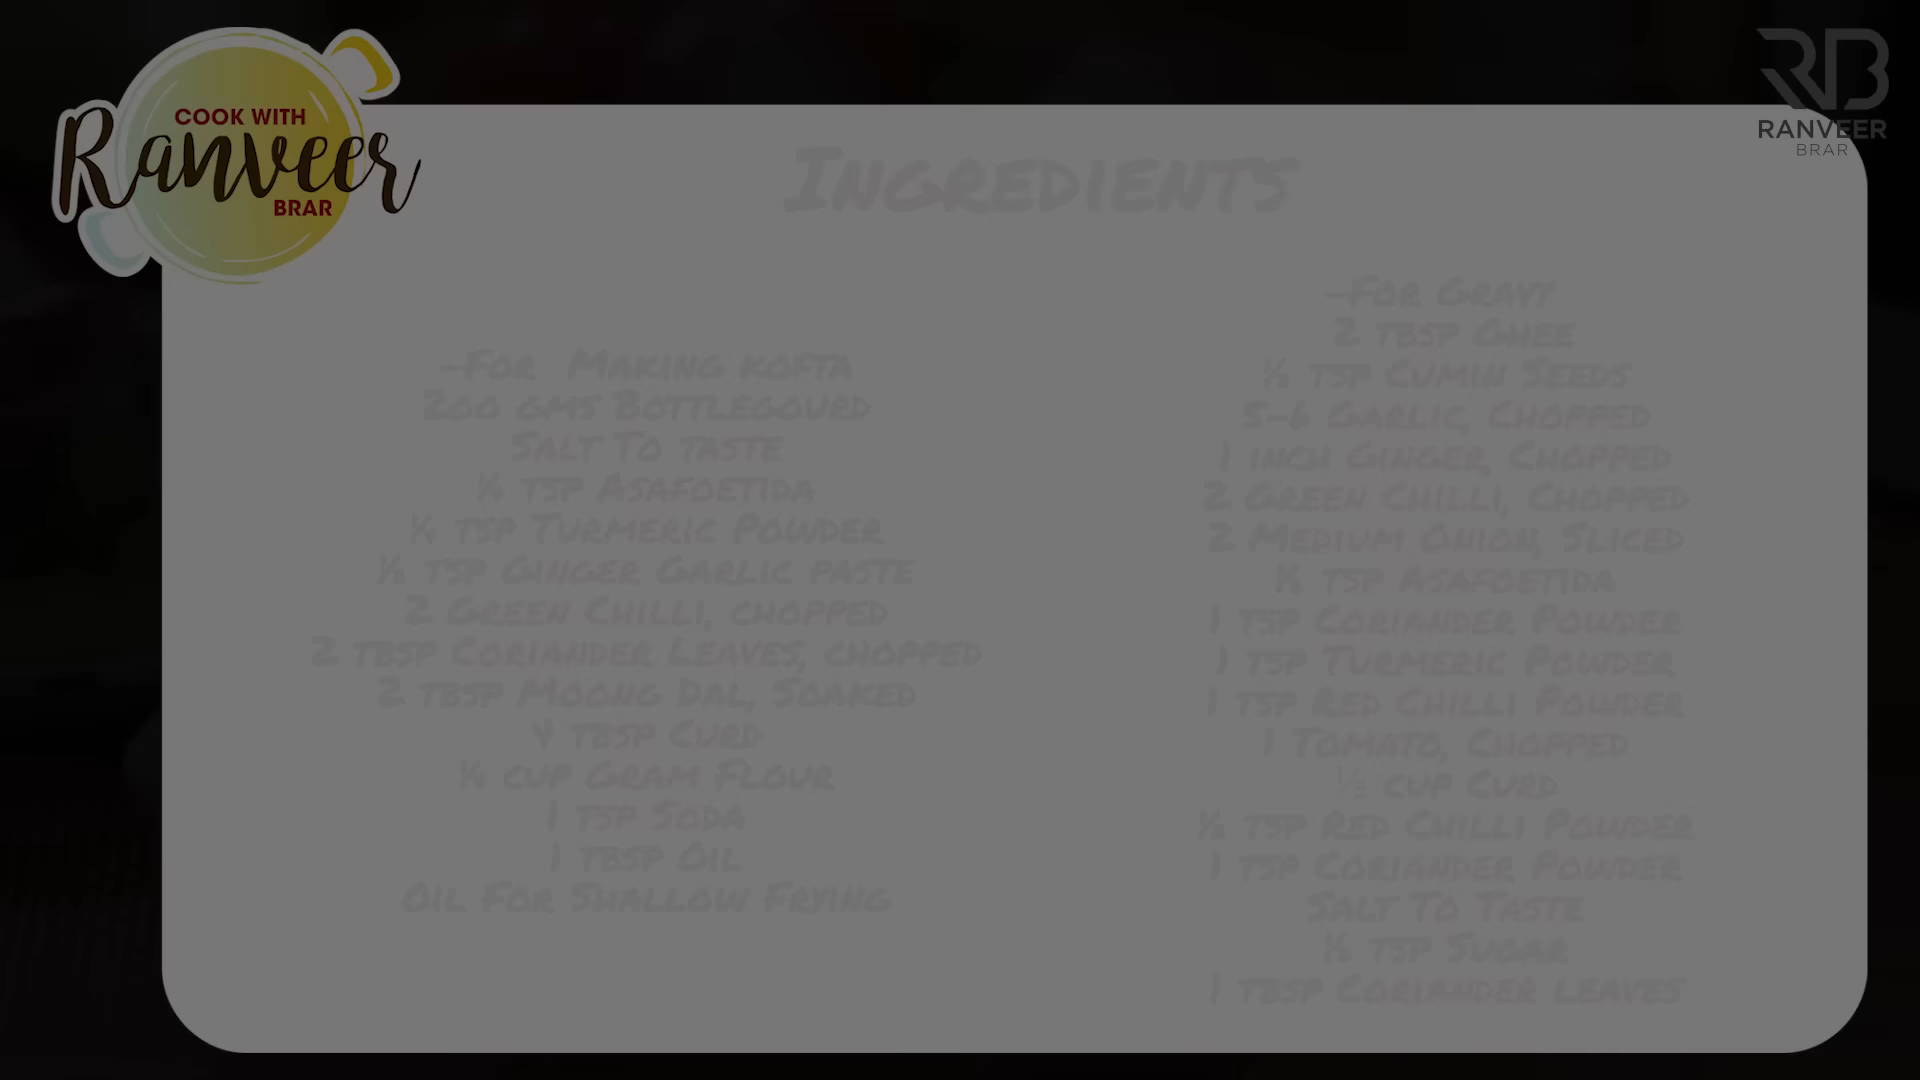 COOK WITH
Ranveer
BRAR
RB
RANVEER
BRAR
INGREDIENTS
-FOR MAKING KOFTA
200 GMS BOTTLEGOURD
SALT TO TASTE
TSP ASAFOETIDA
¼ TSP TURMERIC POWDER
½ TSP GINGER GARLIC PASTE
2 GREEN CHILLI, CHOPPED
2 TBSP CORIANDER LEAVES, CHOPPED
2 TBSP MOONG DAL, SOAKED
4 TBSP CURD
¼ CUP GRAM FLOUR
1 TSP SODA
1 TBSP OIL
OIL FOR SHALLOW FRYING
-FOR GRAVY
2 TBSP GHEE
½ TSP CUMIN SEEDS
5-6 GARLIC, CHOPPED
1 INCH GINGER, CHOPPED
2 GREEN CHILLI, CHOPPED
2 MEDIUM ONION, SLICED
½ TSP ASAFOETIDA
1 TSP CORIANDER POWDER
1 TSP TURMERIC POWDER
1 TSP RED CHILLI POWDER
1 TOMATO, CHOPPED
CUP CURD
½ TSP RED CHILLI POWDER
1 TSP CORIANDER POWDER
SALT TO TASTE
½ TSP SUGAR
1 TBSP CORIANDER LEAVES